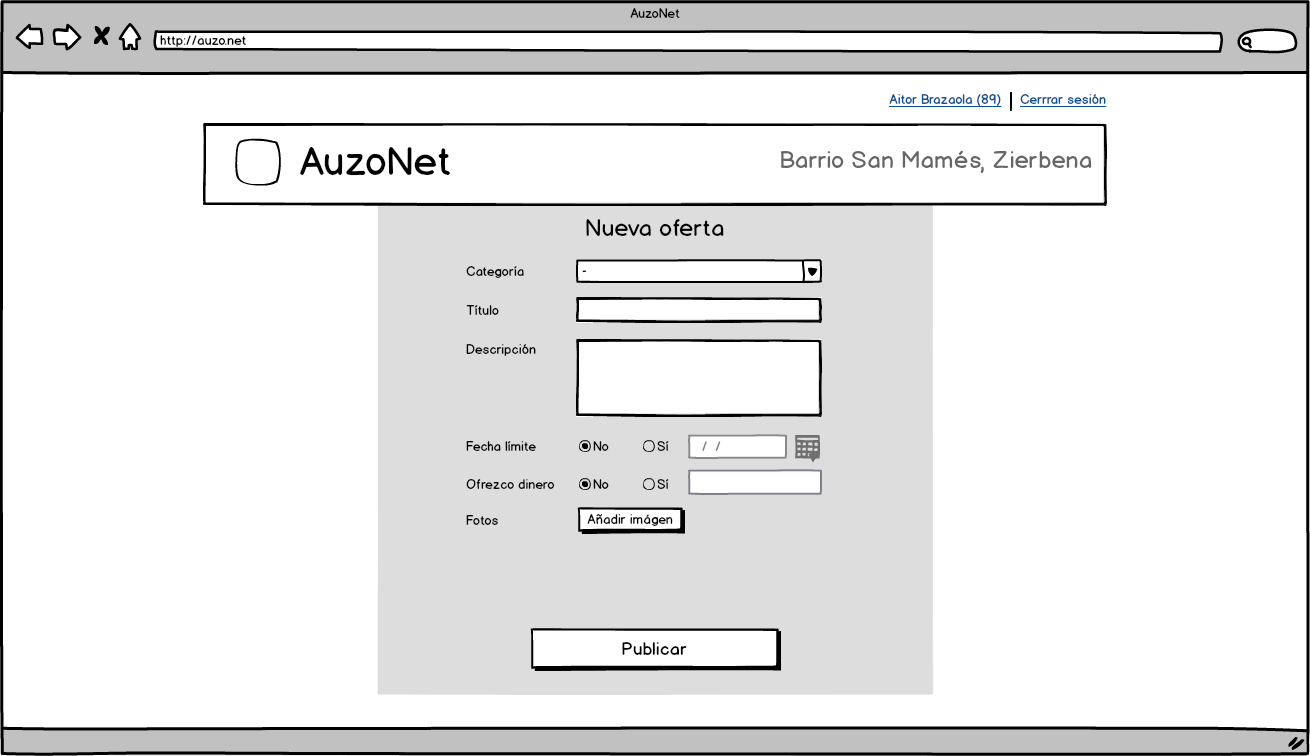 AuzoNet
http://auzo.net
Aitor Brazaola (89) | Cerrrar sesión
AuzoNet
Barrio San Mamés, Zierbena
Nueva oferta
Categoría -
Título
Descripción
Fecha límite No Sí / /
Ofrezco dinero No Sí
Fotos Añadir imágen
Publicar